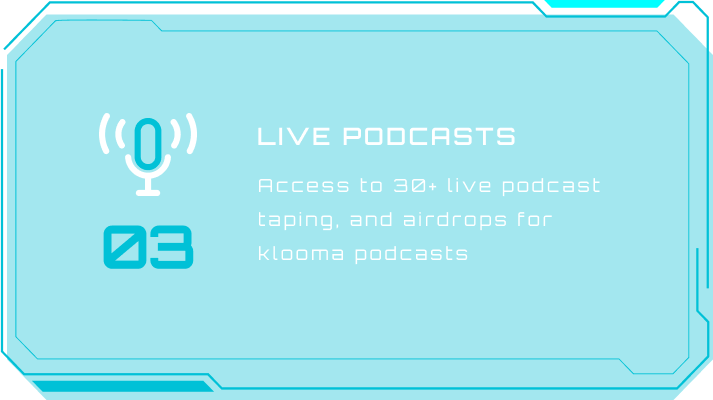 LIVE PODCASTS
Access to 30+ live podcast
taping, and airdrops for
klooma podcasts
03